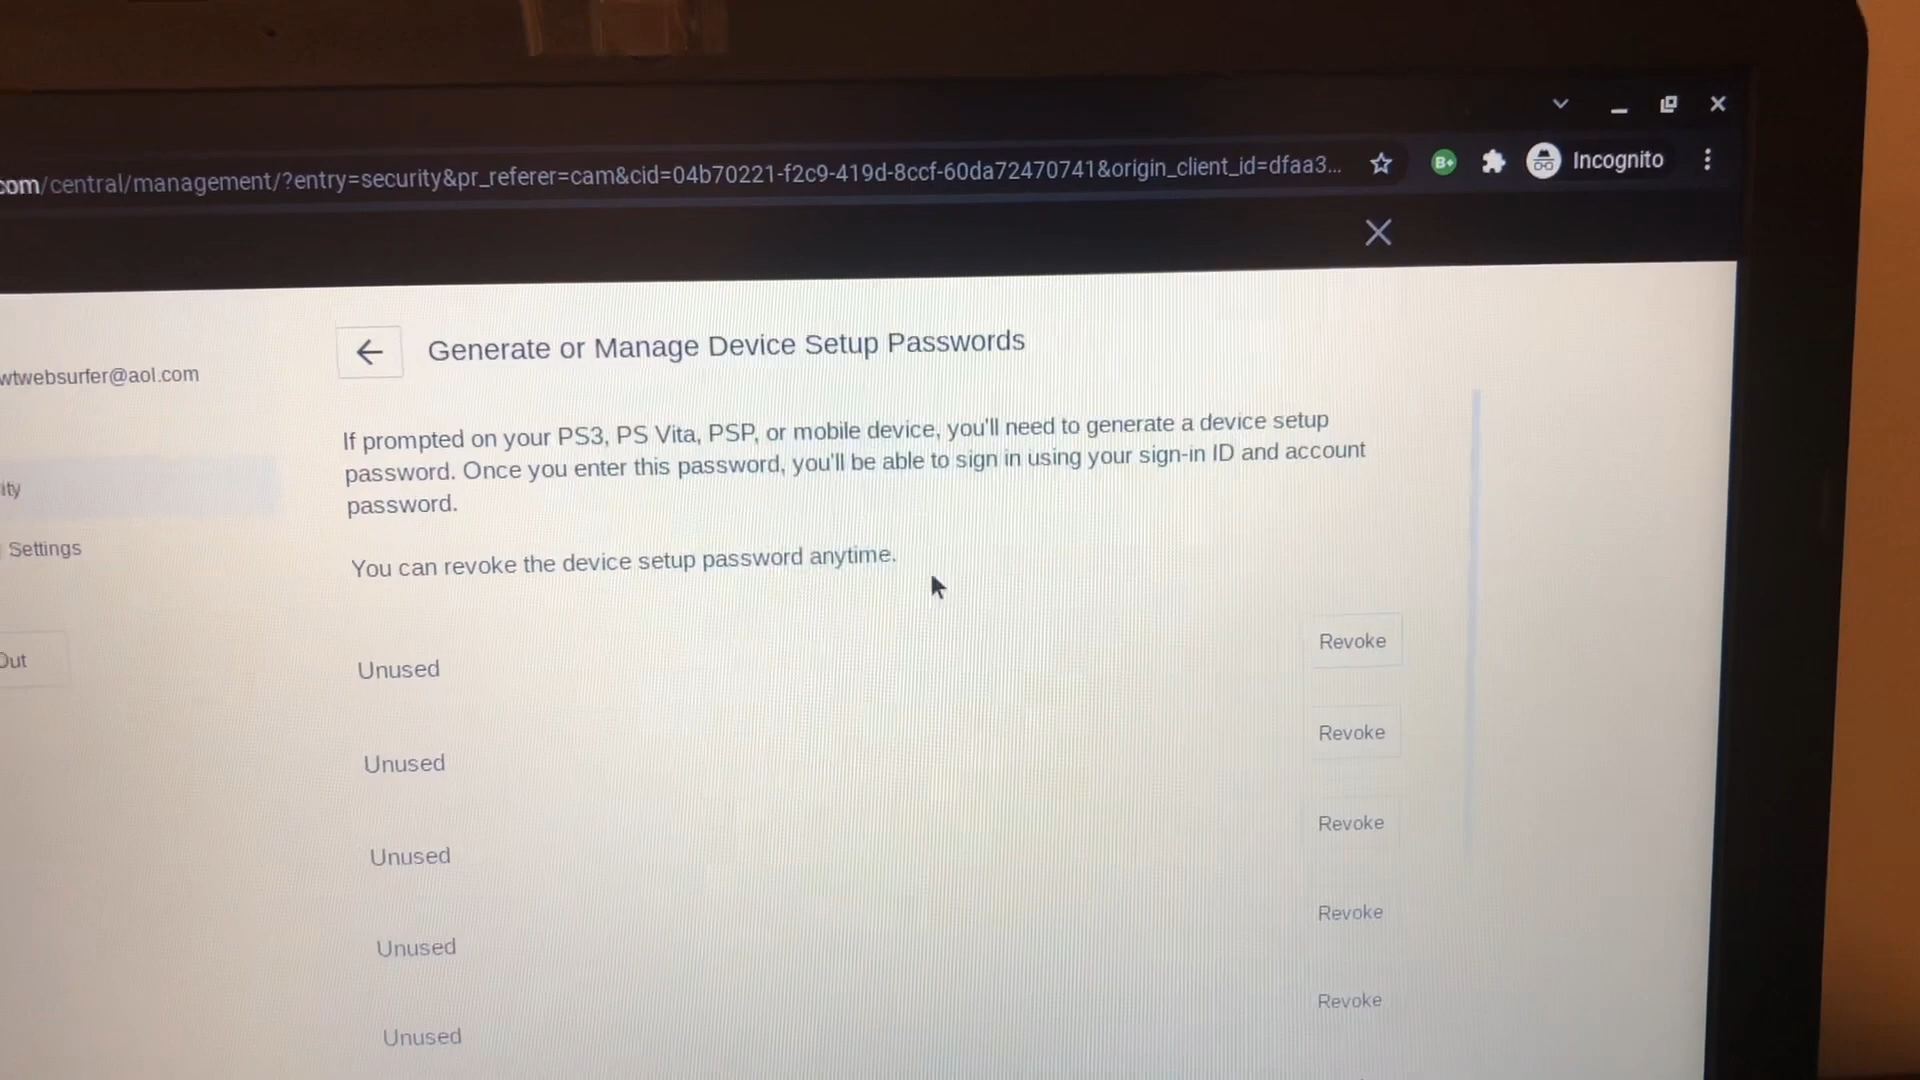 com/central/management/?entry=security&pr_referer=cam&cid=04b70221-f2c9-419d-8ccf-60da72470741&origin_client_id=dfaa3...
B+
Incognito
Generate or Manage Device Setup Passwords
wtwebsurfer@aol.com
If prompted on your PS3, PS Vita, PSP, or mobile device, you'll need to generate a device setup
password. Once you enter this password, you'll be able to sign in using your sign-in ID and account
password.
ity
Settings
You can revoke the device setup password anytime.
Out
Unused
Revoke
Unused
Revoke
Unused
Revoke
Unused
Revoke
Unused
Revoke